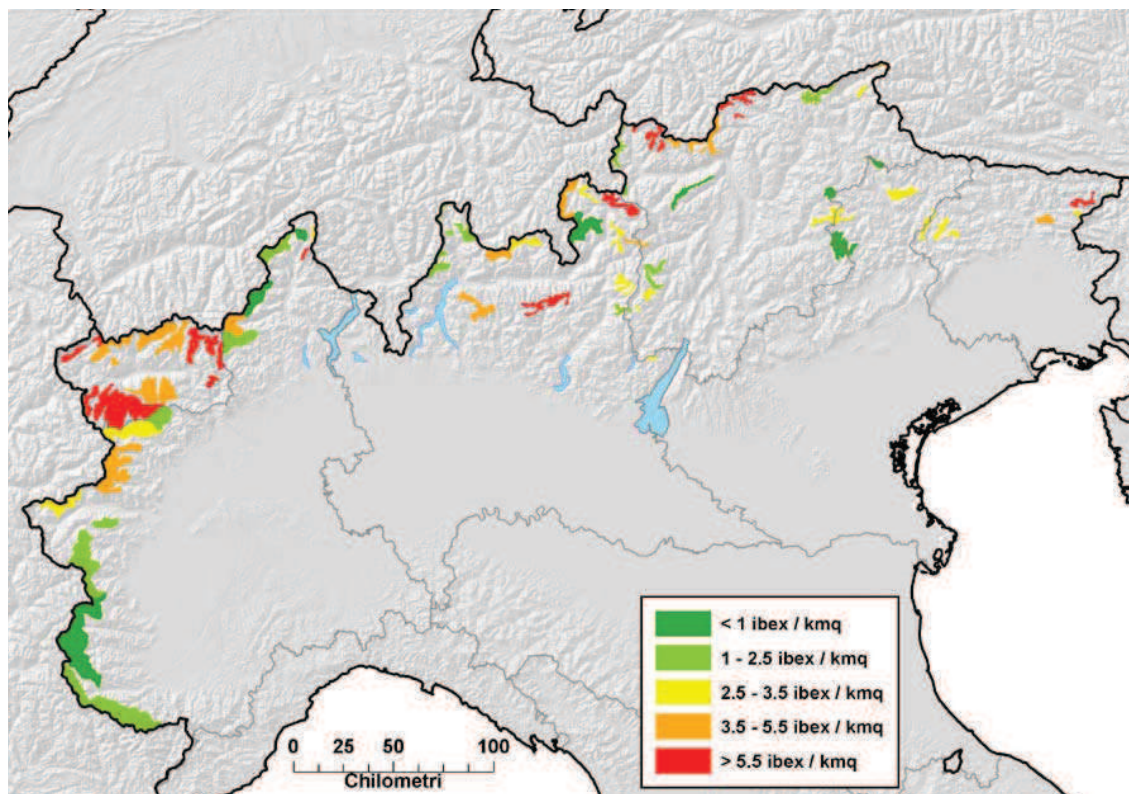 < 1 ibex / kmq
1 - 2.5 ibex / kmq
2.5 - 3.5 ibex / kmq
3.5 - 5.5 ibex / kmq
> 5.5 ibex / kmq
0 25 50 100
Chilometri